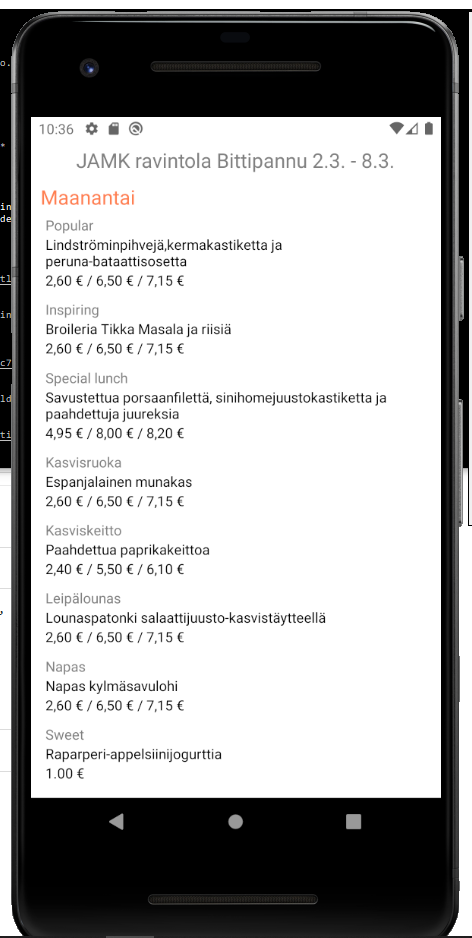 10:36
JAMK ravintola Bittipannu 2.3. - 8.3.
Maanantai
Popular
Lindströminpihvejä,kermakastiketta ja
peruna-bataattisosetta
2,60 € / 6,50 € / 7,15 €
Inspiring
Broileria Tikka Masala ja riisiä
2,60 € / 6,50 € / 7,15 €
Special lunch
Savustettua porsaanfilettä, sinihomejuustokastiketta ja
paahdettuja juureksia
4,95 € / 8,00 € / 8,20 €
Kasvisruoka
Espanjalainen munakas
2,60 € / 6,50 € / 7,15 €
Kasviskeitto
Paahdettua paprikakeittoa
2,40 € / 5,50 € / 6,10 €
Leipälounas
Lounaspatonki salaattijuusto-kasvistäytteellä
2,60 € / 6,50 € / 7,15 €
Napas
Napas kylmäsavulohi
2,60 € / 6,50 € / 7,15 €
Sweet
Raparperi-appelsiinijogurttia
1.00 €